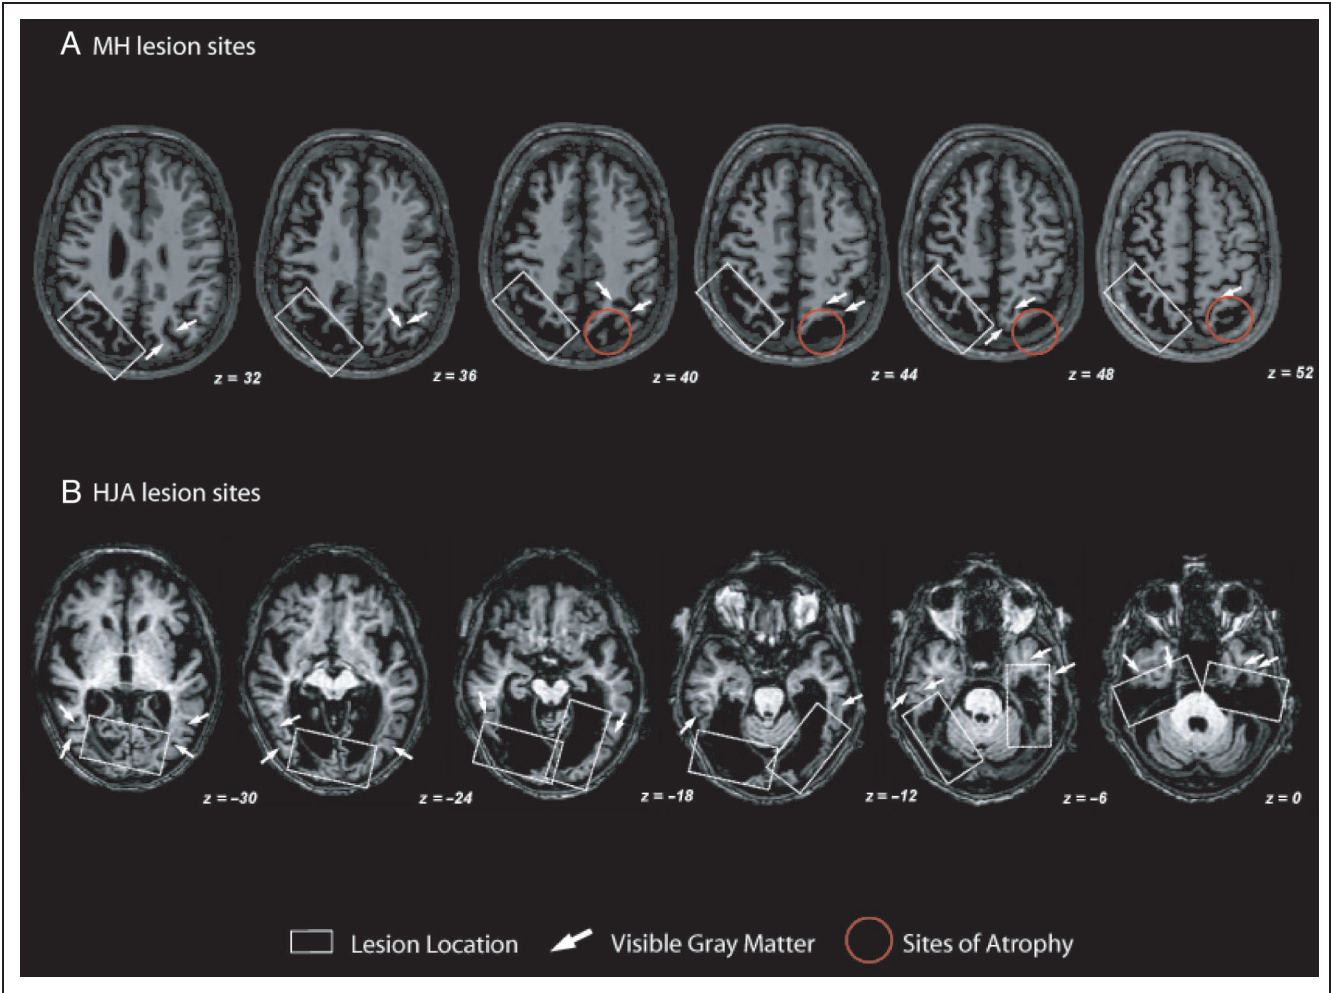 A MH lesion sites
z = 32
z = 36
z = 40
z = 44
z = 48
z = 52
B HJA lesion sites
z = –30
z = –24
z = –18
z = –12
z = –6
z = 0
Lesion Location
Visible Gray Matter
Sites of Atrophy